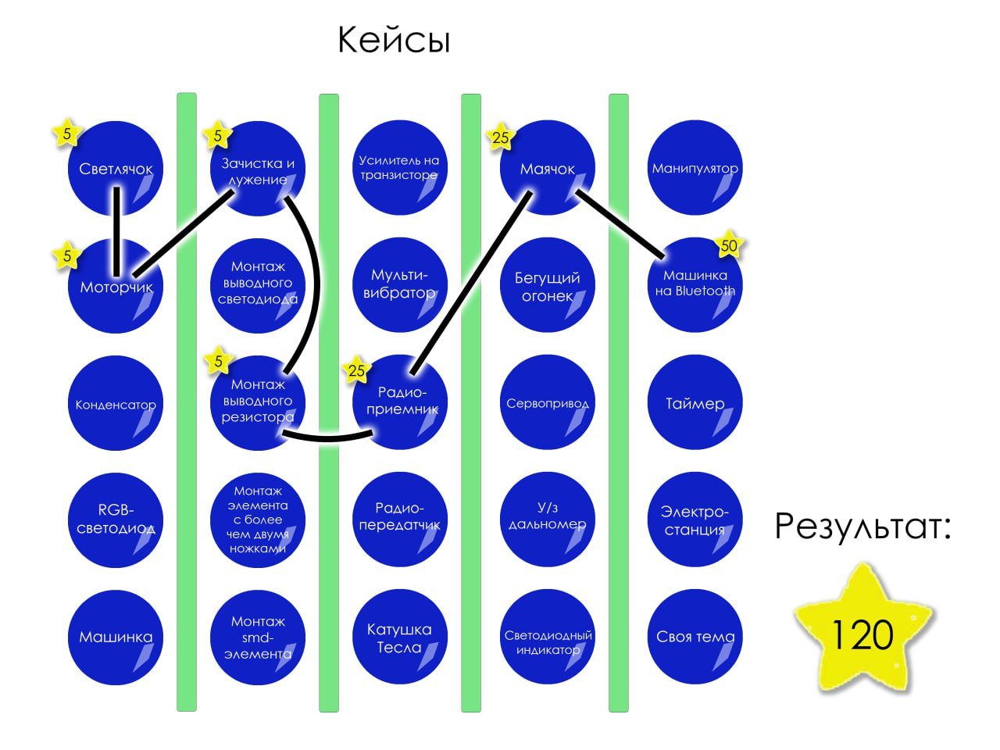 Кейсы
5
Светлячок
5
Зачистка и
лужение
Усилитель на
транзисторе
25
Маячок
Манипулятор
5
Моторчик
Монтаж
выводного
светодиода
Мульти-
вибратор
Бегущий
огонек
50
Машинка
на Bluetooth
Конденсатор
5
Монтаж
выводного
резистора
25
Радио-
приемник
Сервопривод
Таймер
RGB-
светодиод
Монтаж
элемента
с более
чем двумя
ножками
Радио-
передатчик
У/з
дальномер
Электро-
станция
Машинка
Монтаж
smd-
элемента
Катушка
Тесла
Светодиодный
индикатор
Своя тема
Результат:
120